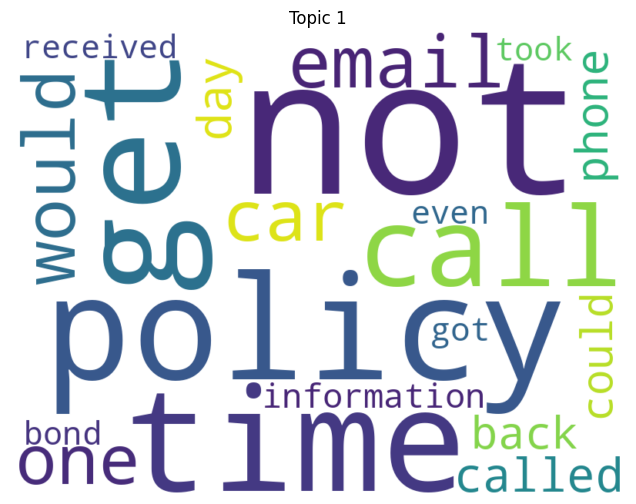 Topic 1
received
would
get
day
email
took
not
phone
car
even
call
policy
got
could
information
time
bond
one
back
called